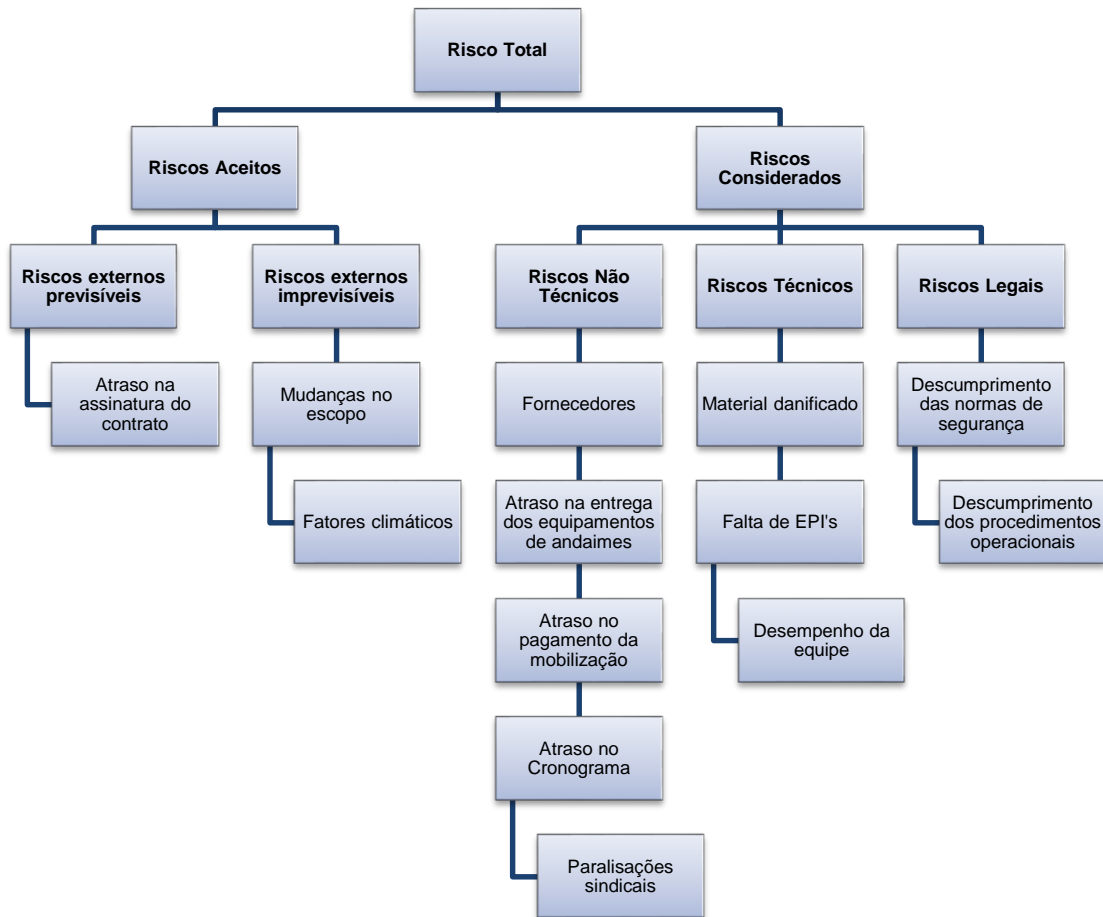 Risco Total
Riscos Aceitos
Riscos
Considerados
Riscos externos
previsíveis
Riscos externos
imprevisíveis
Riscos Não
Técnicos
Riscos Técnicos
Riscos Legais
Atraso na
assinatura do
contrato
Mudanças no
escopo
Fornecedores
Material danificado
Descumprimento
das normas de
segurança
Fatores climáticos
Atraso na entrega
dos equipamentos
de andaimes
Falta de EPI's
Descumprimento
dos procedimentos
operacionais
Atraso no
pagamento da
mobilização
Desempenho da
equipe
Atraso no
Cronograma
Paralisações
sindicais